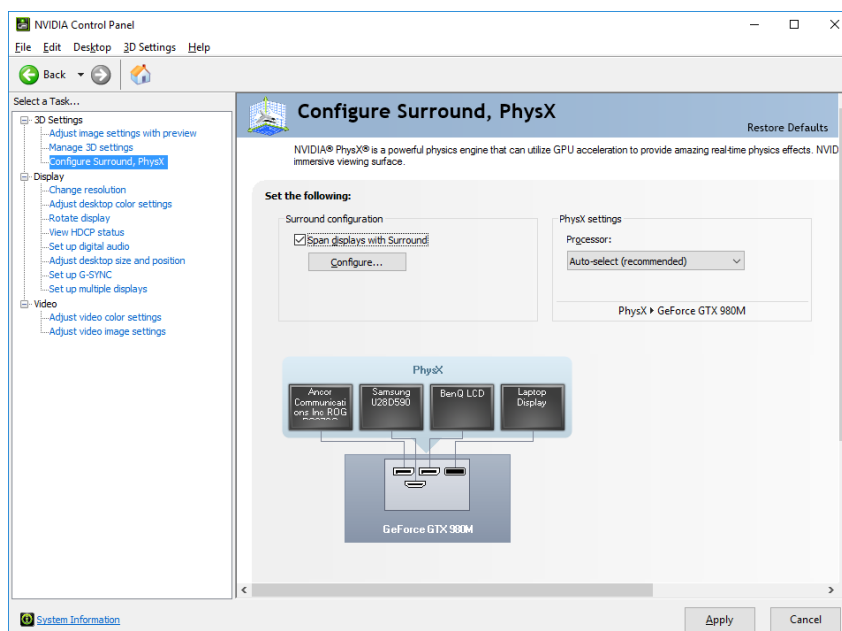 NVIDIA Control Panel
File Edit Desktop 3D Settings Help
Back
Select a Task...
3D Settings
Adjust image settings with preview
Manage 3D settings
Configure Surround, PhysX
Display
Change resolution
Adjust desktop color settings
Rotate display
View HDCP status
Set up digital audio
Adjust desktop size and position
Set up G-SYNC
Set up multiple displays
Video
Adjust video color settings
Adjust video image settings
Configure Surround, PhysX
Restore Defaults
NVIDIA® PhysX® is a powerful physics engine that can utilize GPU acceleration to provide amazing real-time physics effects. NVID
immersive viewing surface.
Set the following:
Surround configuration
Span displays with Surround
Configure...
PhysX settings
Processor:
Auto-select (recommended)
PhysX ▸ GeForce GTX 980M
PhysX
Ancor
Communicati
ons Inc ROG
Samsung
U28D590
BenQ LCD
Laptop
Display
GeForce GTX 980M
System Information
Apply
Cancel